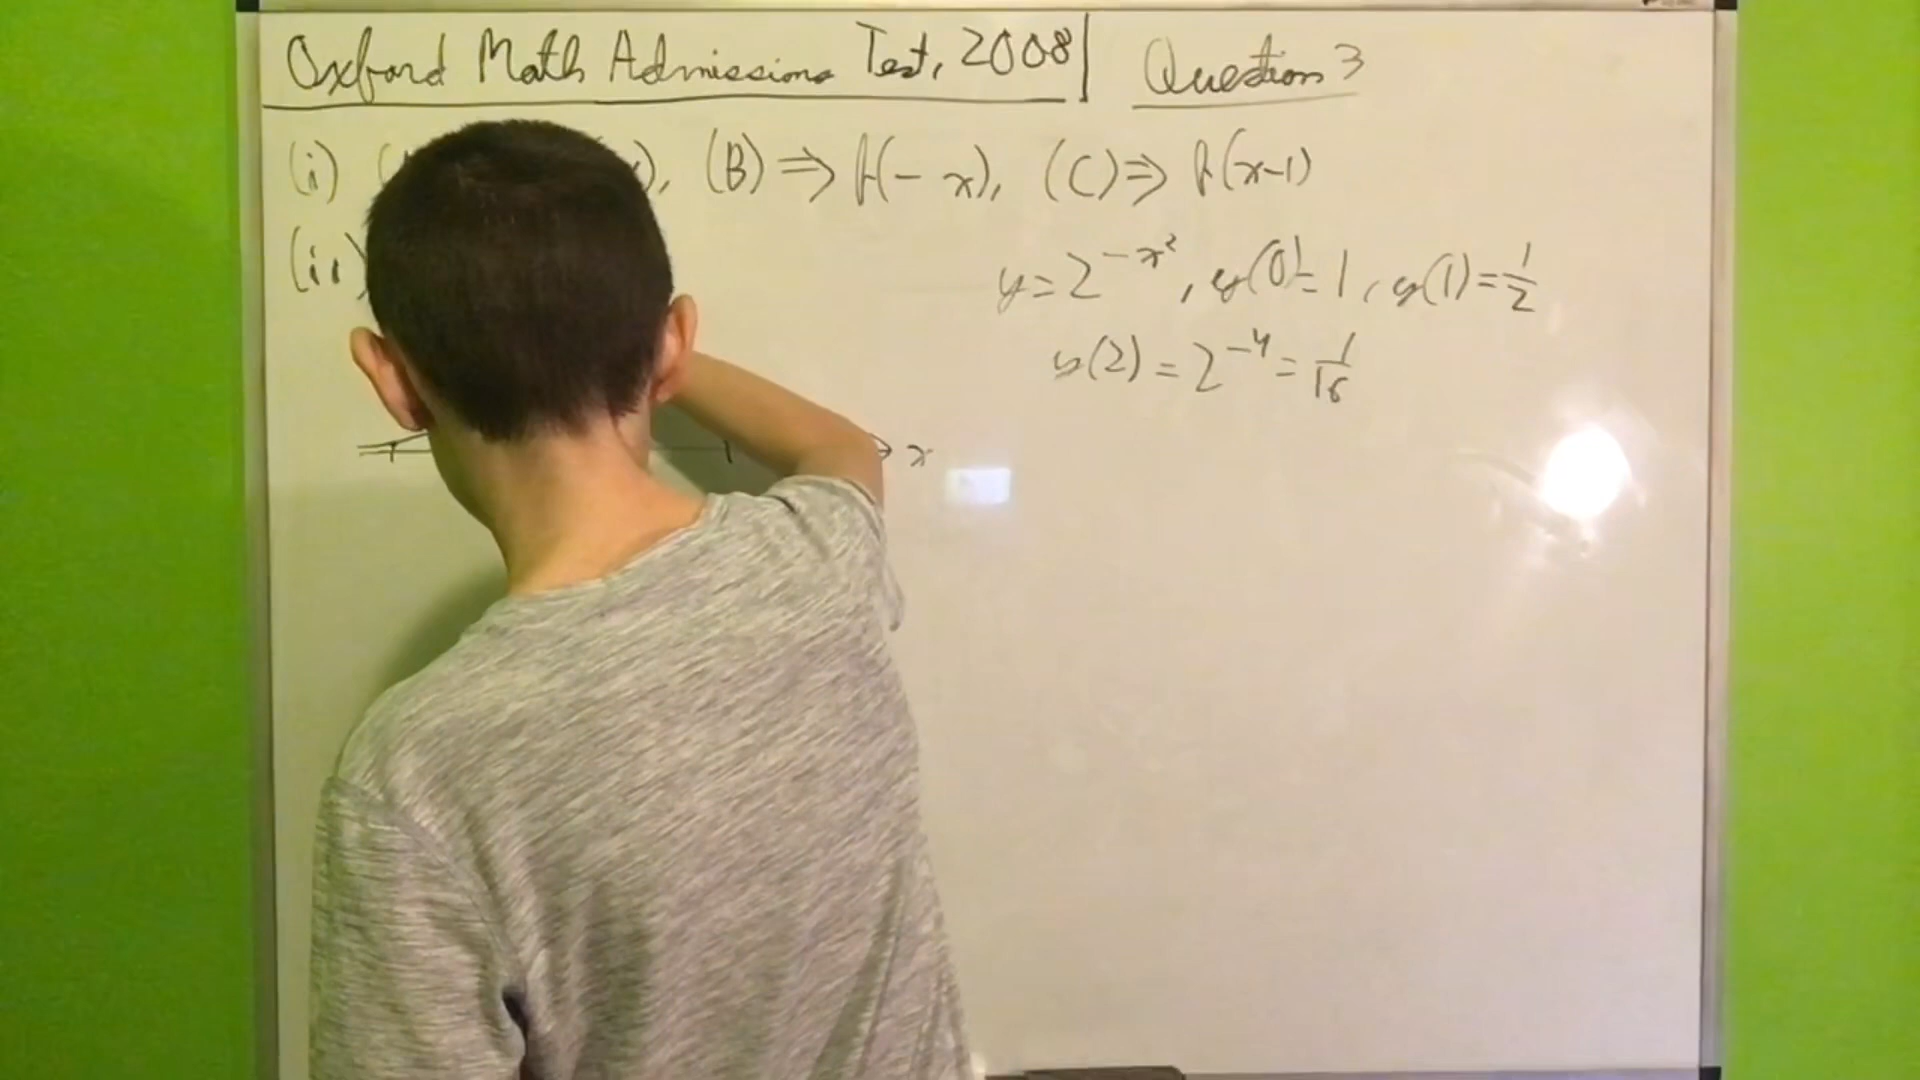 Oxford Math Admissions Test, 2008 | Question 3
(i) ( ), (B) ⇒ f(-x), (C) ⇒ f(x-1)
(ii)
y = 2^{-x²}, y(0) = 1, y(1) = 1/2
y(2) = 2^{-4} = 1/16
x